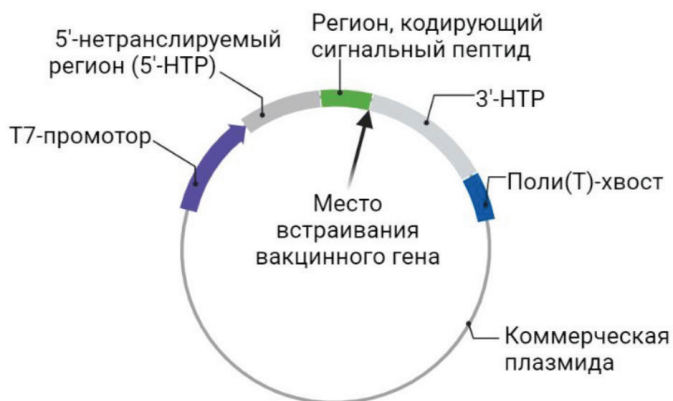 5'-нетранслируемый
регион (5'-НТР)
Регион, кодирующий
сигнальный пептид
Т7-промотор
3'-НТР
Поли(Т)-хвост
Место
встраивания
вакцинного гена
Коммерческая
плазмида